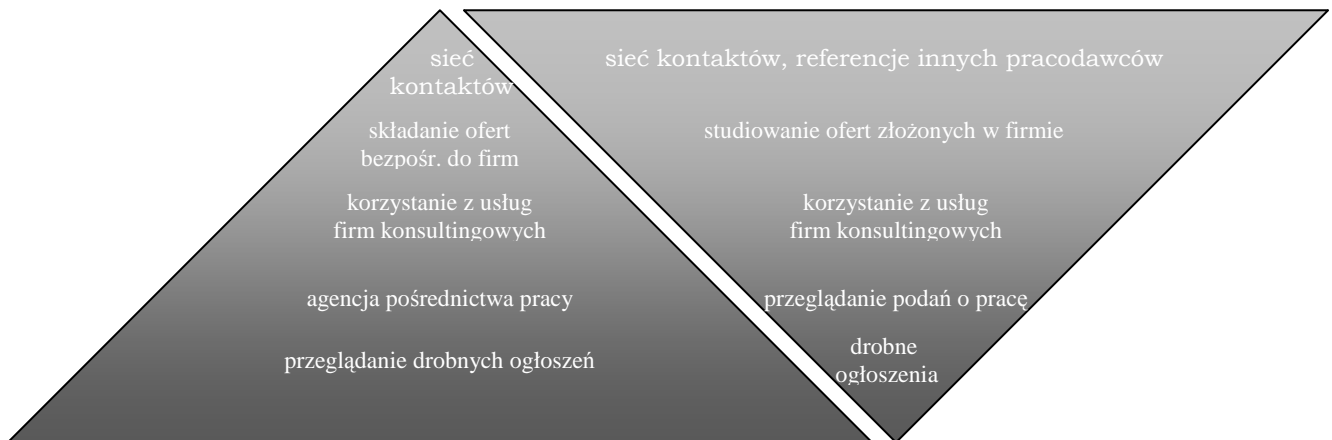 sieć
kontaktów
składanie ofert
bezpośr. do firm
korzystanie z usług
firm konsultingowych
agencja pośrednictwa pracy
przeglądanie drobnych ogłoszeń
sieć kontaktów, referencje innych pracodawców
studiowanie ofert złożonych w firmie
korzystanie z usług
firm konsultingowych
przeglądanie podań o pracę
drobne
ogłoszenia